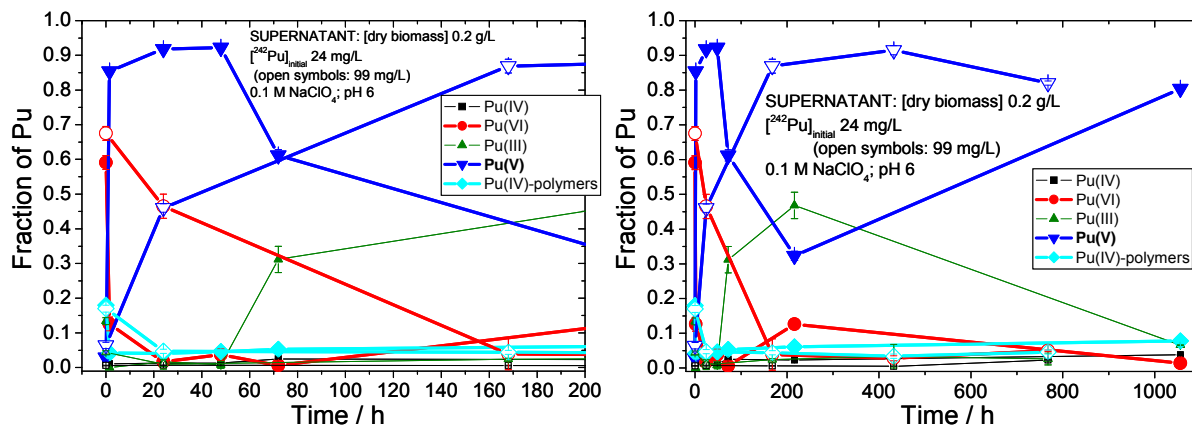 1.0
0.9
0.8
0.7
0.6
0.5
0.4
0.3
0.2
0.1
0.0
Fraction of Pu
0 20 40 60 80 100 120 140 160 180 200
Time / h
SUPERNATANT: [dry biomass] 0.2 g/L
[²⁴²Pu]initial 24 mg/L
(open symbols: 99 mg/L)
0.1 M NaClO₄; pH 6
Pu(IV)
Pu(VI)
Pu(III)
Pu(V)
Pu(IV)-polymers
1.0
0.9
0.8
0.7
0.6
0.5
0.4
0.3
0.2
0.1
0.0
Fraction of Pu
0 200 400 600 800 1000
Time / h
SUPERNATANT: [dry biomass] 0.2 g/L
[²⁴²Pu]initial 24 mg/L
(open symbols: 99 mg/L)
0.1 M NaClO₄; pH 6
Pu(IV)
Pu(VI)
Pu(III)
Pu(V)
Pu(IV)-polymers